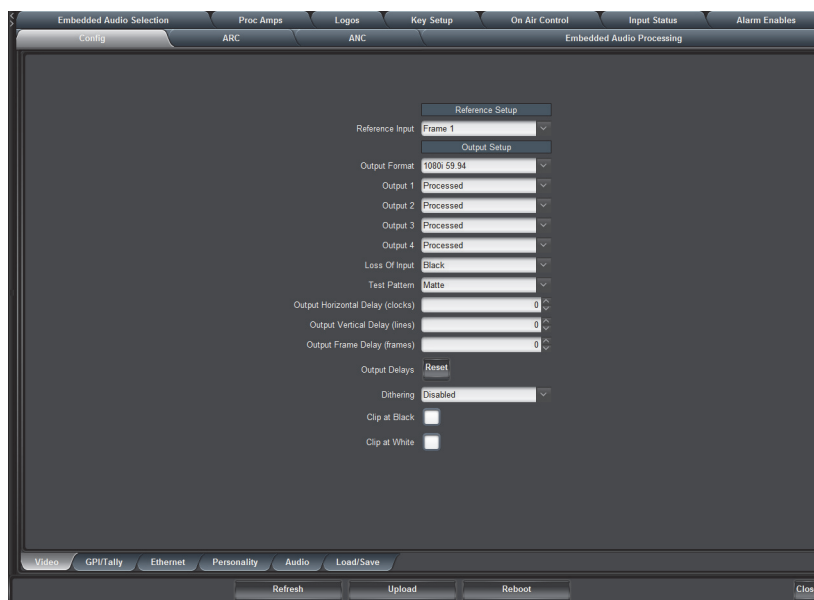 Embedded Audio Selection Proc Amps Logos Key Setup On Air Control Input Status Alarm Enables
Config ARC ANC Embedded Audio Processing
Reference Setup
Reference Input Frame 1
Output Setup
Output Format 1080i 59.94
Output 1 Processed
Output 2 Processed
Output 3 Processed
Output 4 Processed
Loss Of Input Black
Test Pattern Matte
Output Horizontal Delay (clocks) 0
Output Vertical Delay (lines) 0
Output Frame Delay (frames) 0
Output Delays Reset
Dithering Disabled
Clip at Black
Clip at White
Video GPI/Tally Ethernet Personality Audio Load/Save
Refresh Upload Reboot Clos